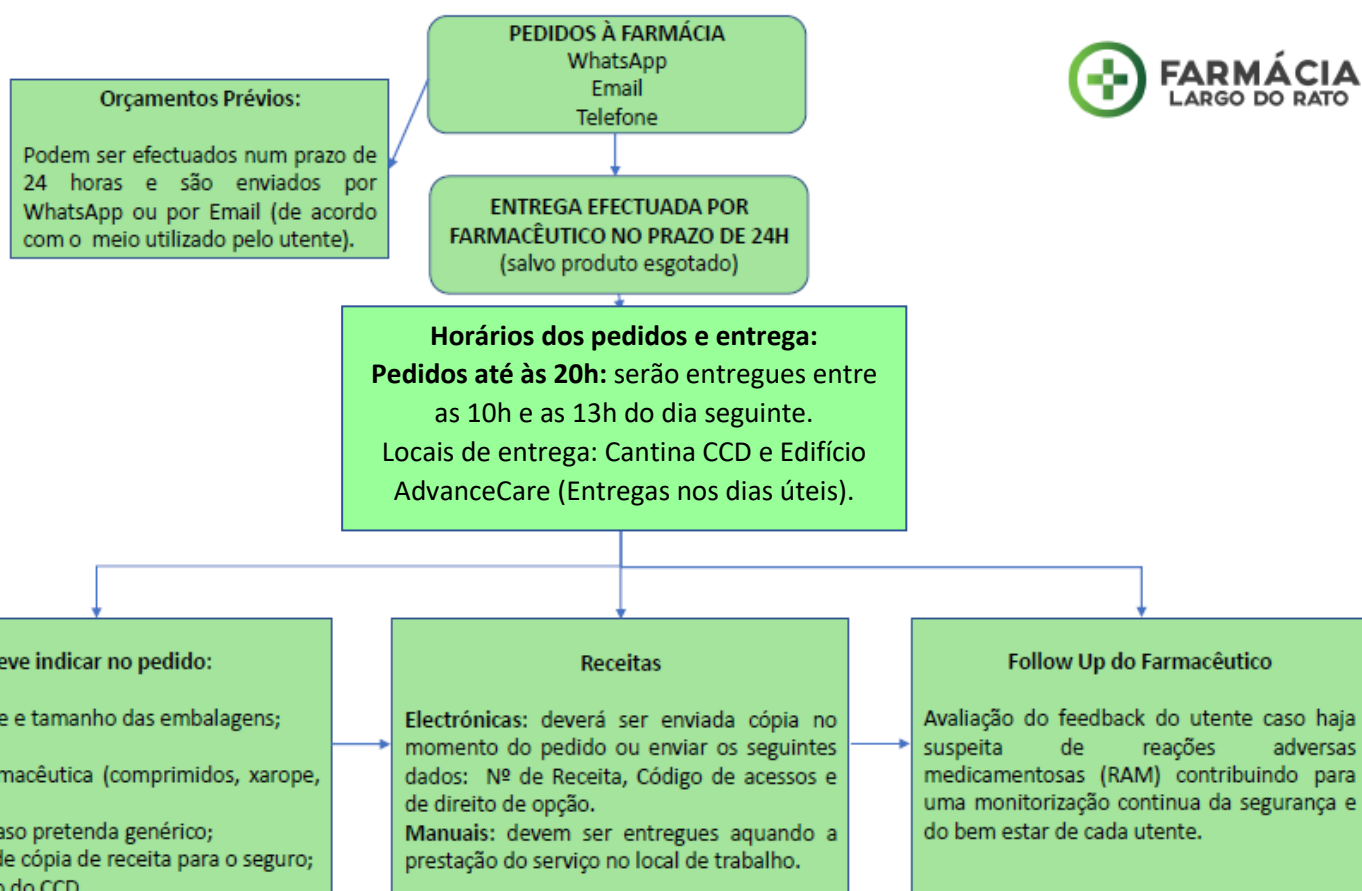 PEDIDOS À FARMÁCIA
WhatsApp
Email
Telefone
FARMÁCIA
LARGO DO RATO
Orçamentos Prévios:
Podem ser efectuados num prazo de
24 horas e são enviados por
WhatsApp ou por Email (de acordo
com o meio utilizado pelo utente).
ENTREGA EFECTUADA POR
FARMACÊUTICO NO PRAZO DE 24H
(salvo produto esgotado)
Horários dos pedidos e entrega:
Pedidos até às 20h: serão entregues entre
as 10h e as 13h do dia seguinte.
Locais de entrega: Cantina CCD e Edifício
AdvanceCare (Entregas nos dias úteis).
indicar no pedido:
e tamanho das embalagens;
(comprimidos, xarope,
pretenda genérico;
de cópia de receita para o seguro;
do CCD
Receitas
Electrónicas: deverá ser enviada cópia no
momento do pedido ou enviar os seguintes
dados: Nº de Receita, Código de acessos e
de direito de opção.
Manuais: devem ser entregues aquando a
prestação do serviço no local de trabalho.
Follow Up do Farmacêutico
Avaliação do feedback do utente caso haja
suspeita de reações adversas
medicamentosas (RAM) contribuindo para
uma monitorização continua da segurança e
do bem estar de cada utente.